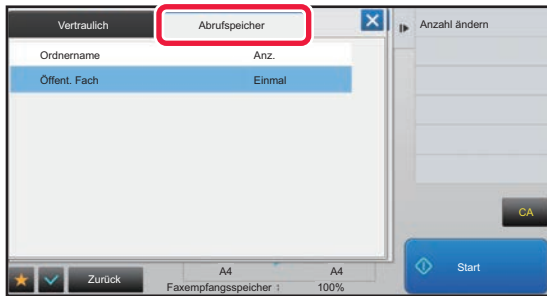 Vertraulich Abrufspeicher Anzahl ändern
Ordnername Anz.
Öffent. Fach Einmal
CA
Start
Zurück A4 A4
Faxempfangsspeicher : 100%